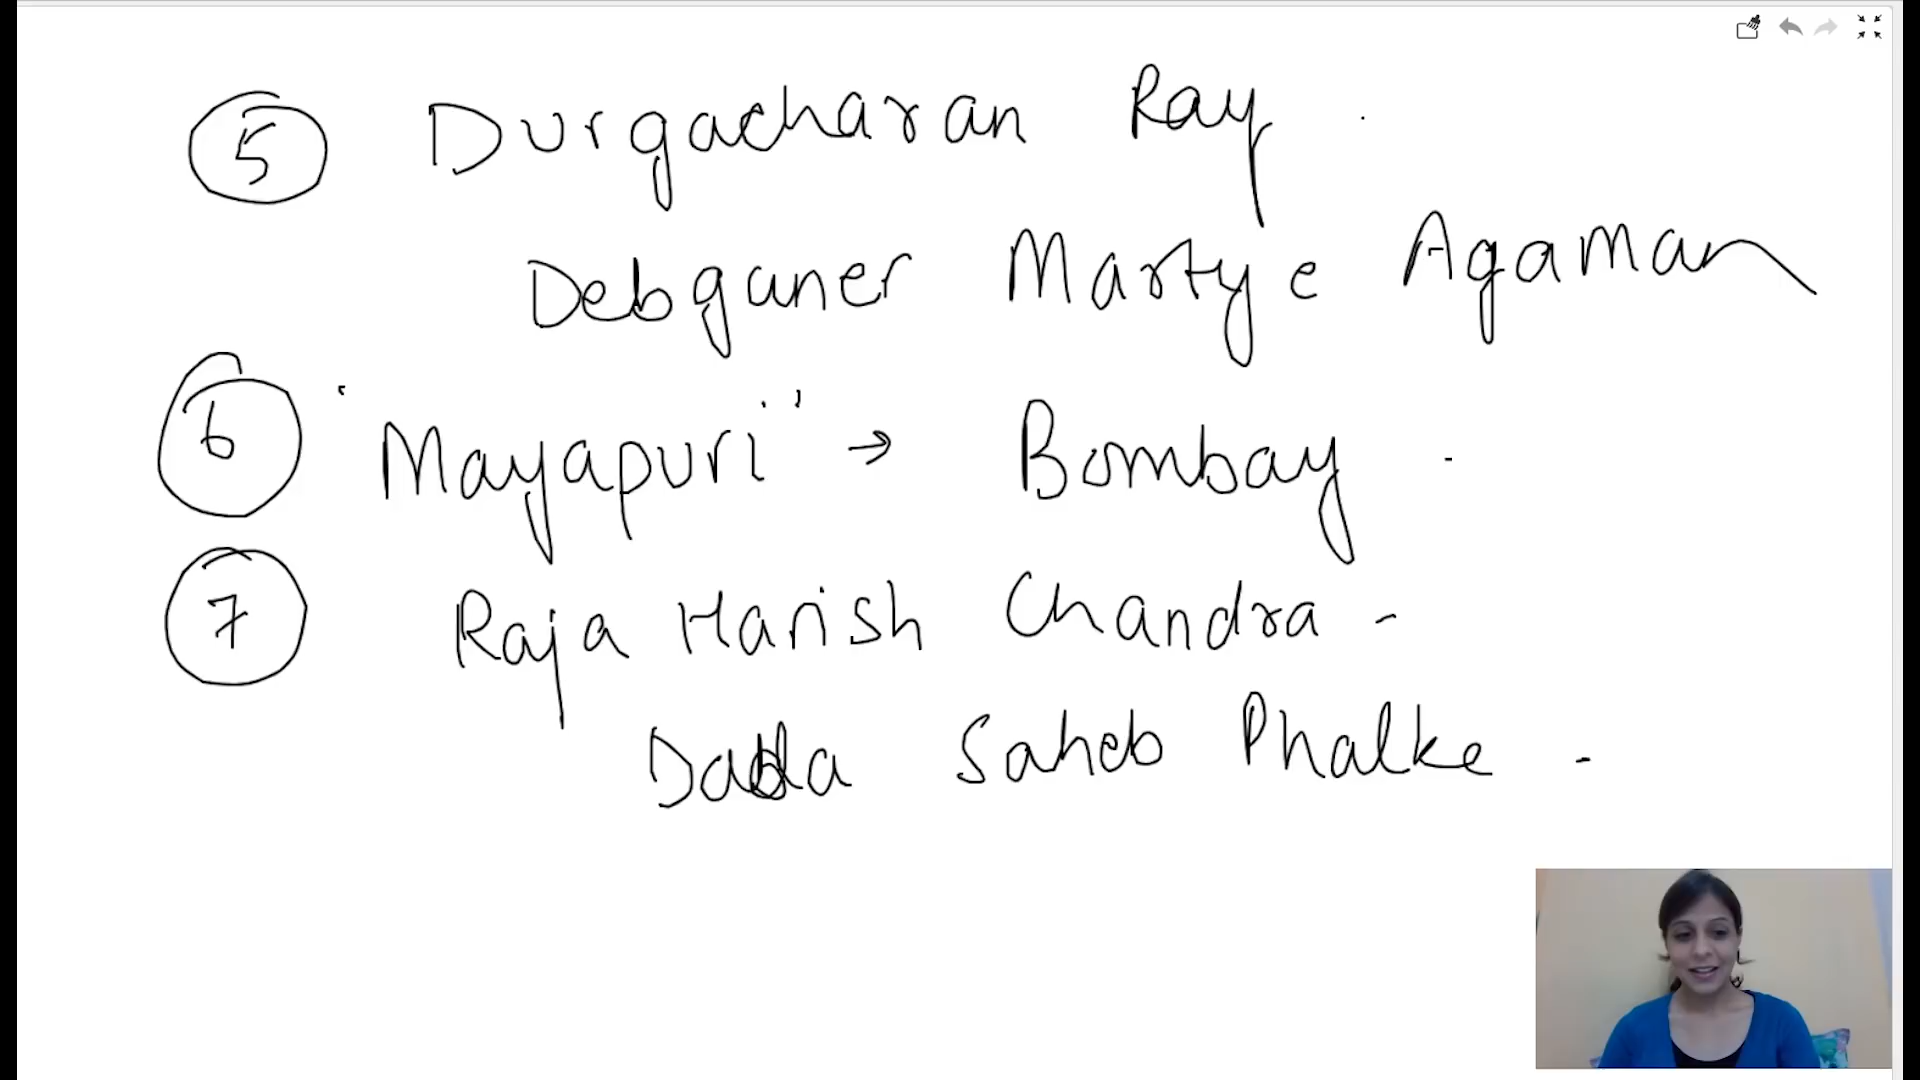 5 Durgacharan Ray.
Debganer Martye Agaman
6 "Mayapuri" → Bombay.
7 Raja Harish Chandra -
Dada Saheb Phalke.